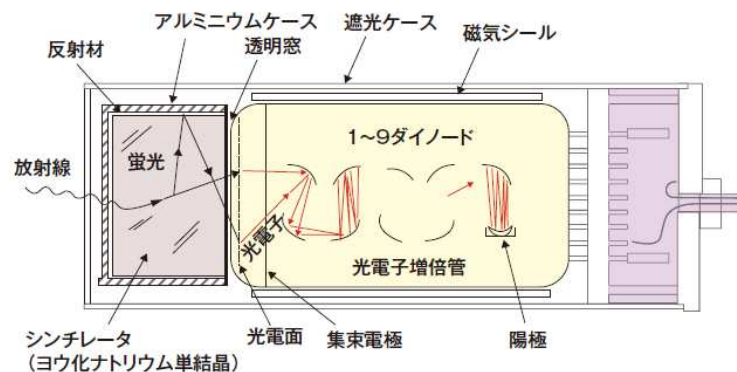 アルミニウムケース
反射材
透明窓
遮光ケース
磁気シール
1〜9ダイノード
放射線
蛍光
光電子
光電子増倍管
シンチレータ
(ヨウ化ナトリウム単結晶)
光電面
集束電極
陽極